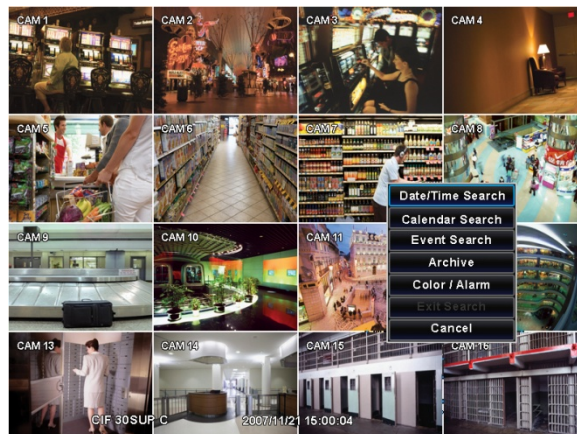 CAM 1
CAM 2
CAM 3
CAM 4
CAM 5
CAM 6
CAM 7
CAM 8
Date/Time Search
Calendar Search
Event Search
Archive
Color / Alarm
Exit Search
Cancel
CAM 9
CAM 10
CAM 11
CAM 13
CAM 14
CAM 15
CAM 16
CIF 30SUP C
2007/11/21 15:00:04